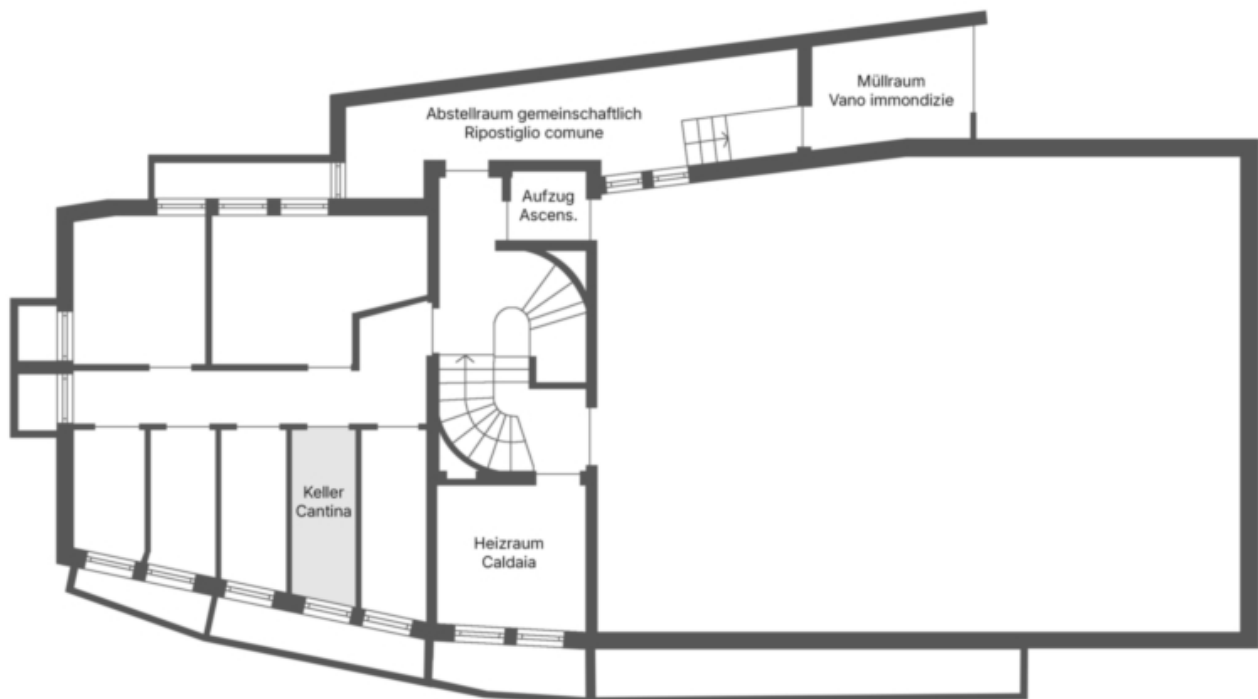 Müllraum
Vano immondizie
Abstellraum gemeinschaftlich
Ripostiglio comune
Aufzug
Ascens.
Keller
Cantina
Heizraum
Caldaia